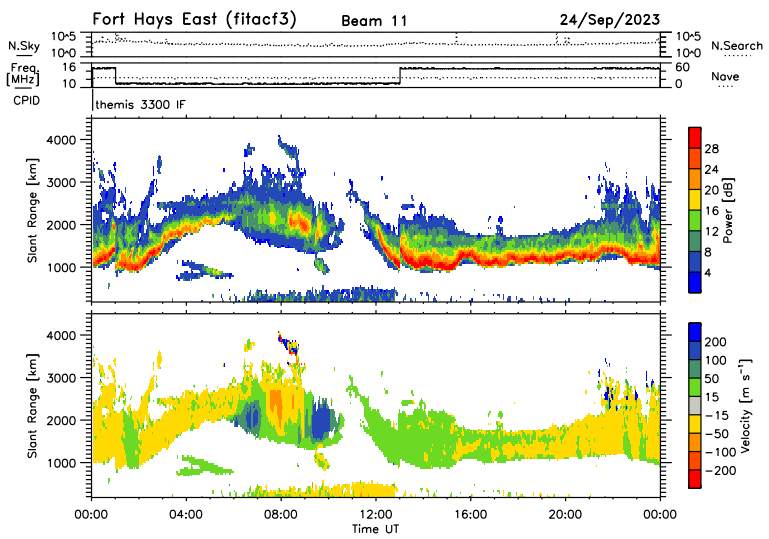 Fort Hays East (fitacf3) Beam 11 24/Sep/2023
N.Sky 10^5 10^0 10^5 10^0 N.Search
Freq. [MHz] 16 10 60 0 Nave
CPID themis 3300 IF
Slant Range [km] 4000 3000 2000 1000
28 24 20 16 12 8 4 Power [dB]
Slant Range [km] 4000 3000 2000 1000
200 100 50 15 −15 −50 −100 −200 Velocity [m s⁻¹]
00:00 04:00 08:00 12:00 16:00 20:00 00:00
Time UT